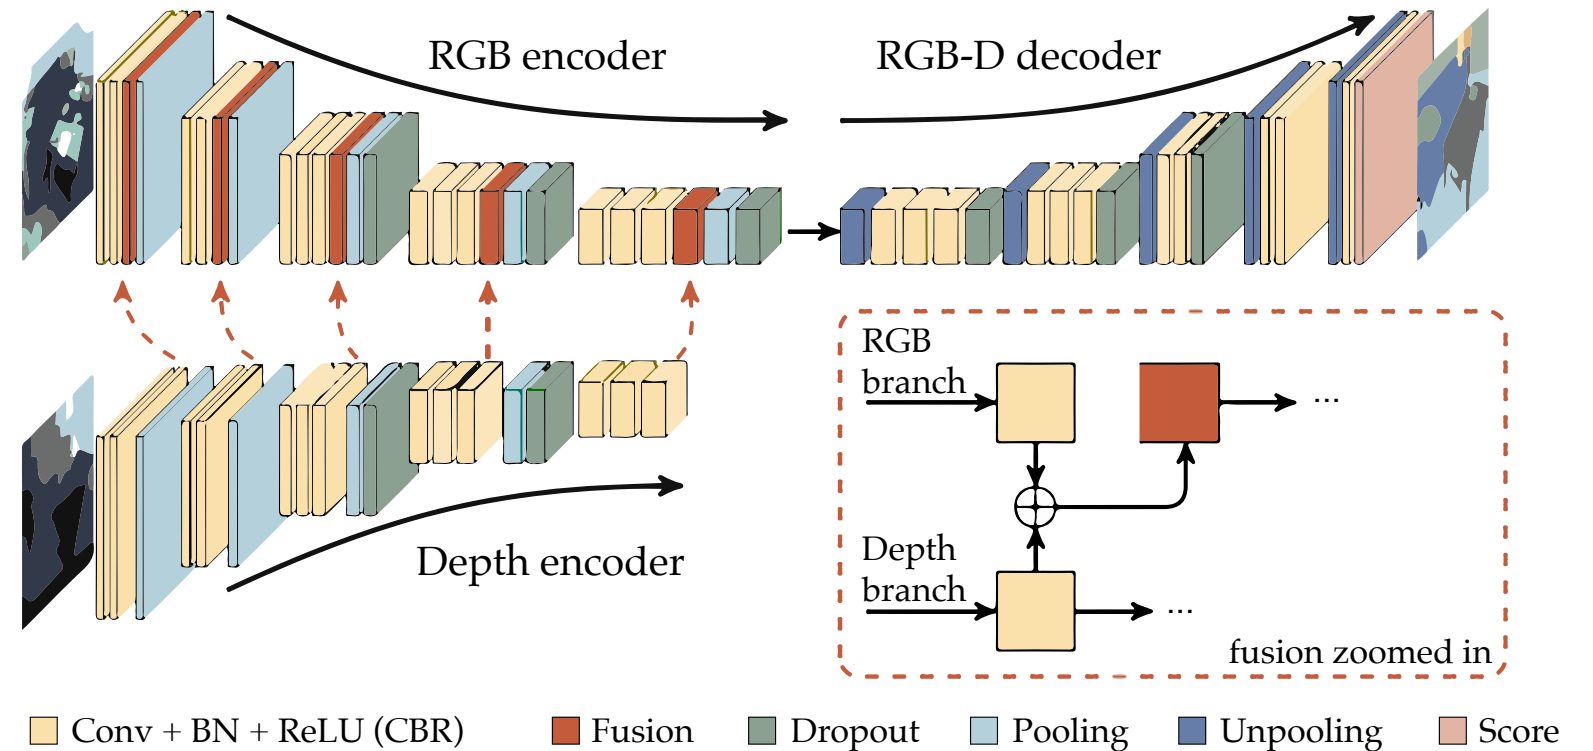 RGB encoder
RGB-D decoder
Depth encoder
RGB
branch
...
Depth
branch
...
fusion zoomed in
Conv + BN + ReLU (CBR)
Fusion
Dropout
Pooling
Unpooling
Score